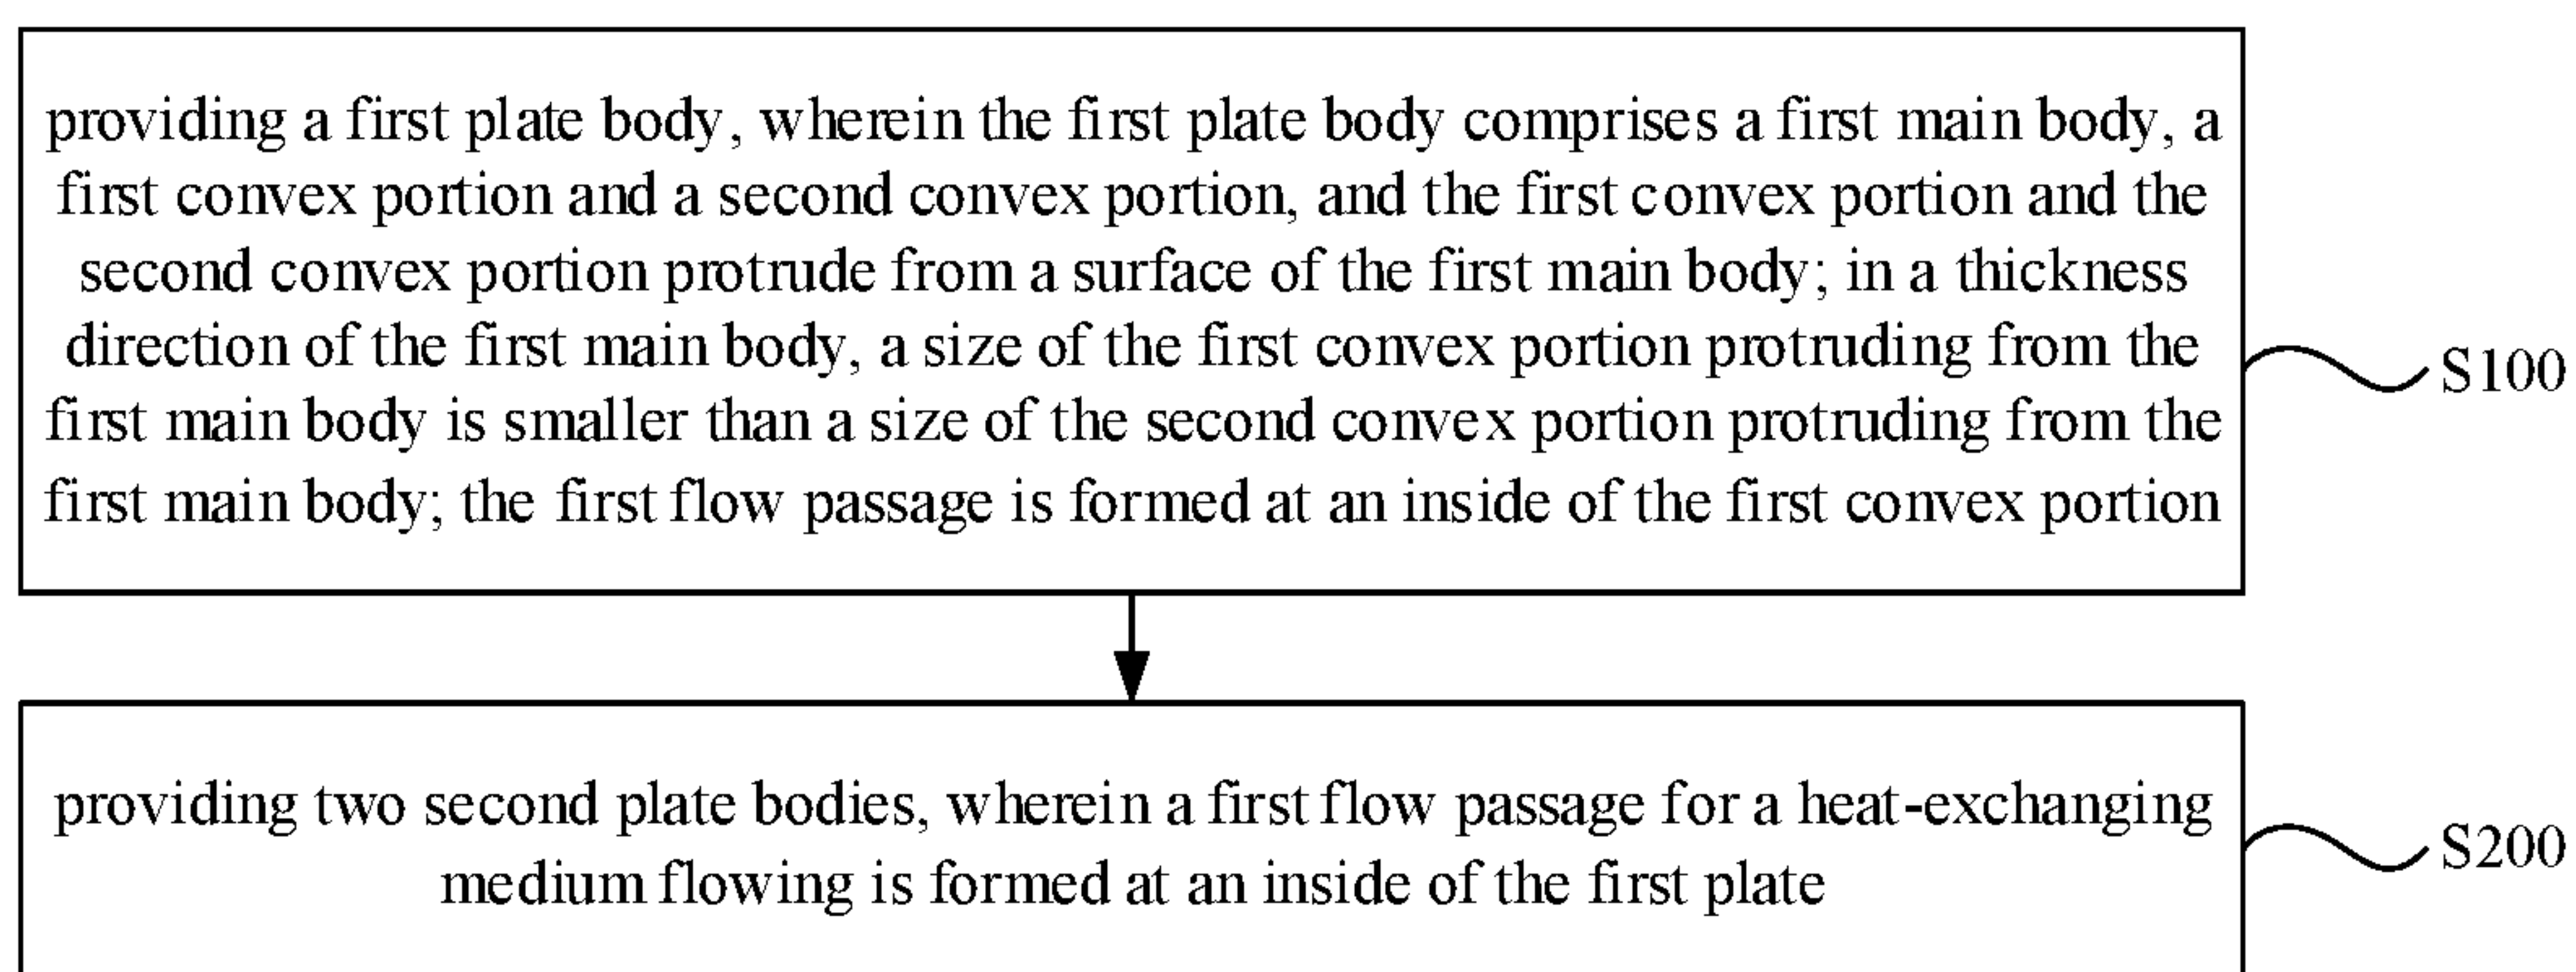 providing a first plate body, wherein the first plate body comprises a first main body, a
first convex portion and a second convex portion, and the first convex portion and the
second convex portion protrude from a surface of the first main body; in a thickness
direction of the first main body, a size of the first convex portion protruding from the
first main body is smaller than a size of the second convex portion protruding from the
first main body; the first flow passage is formed at an inside of the first convex portion
S100
providing two second plate bodies, wherein a first flow passage for a heat-exchanging
medium flowing is formed at an inside of the first plate
S200